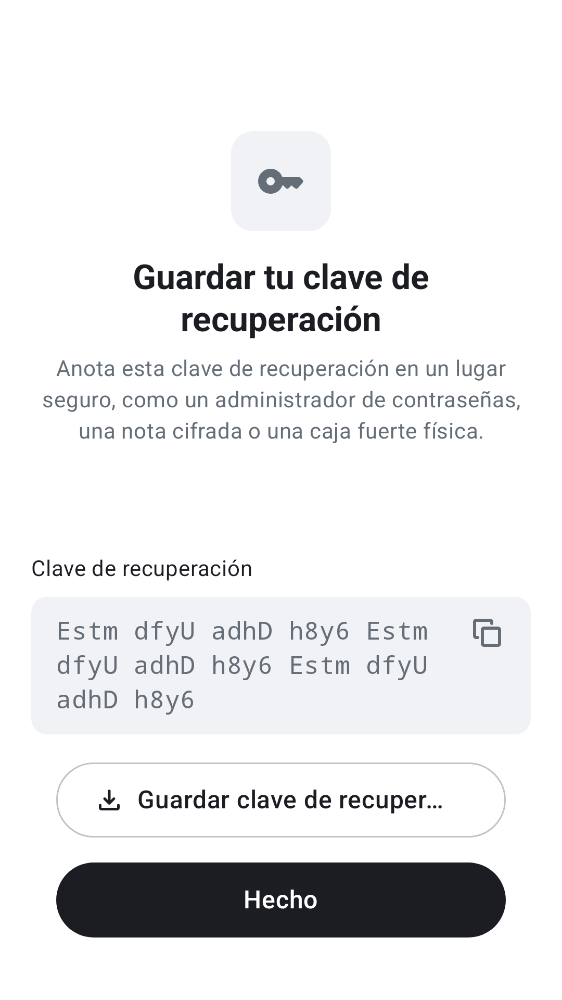 Guardar tu clave de
recuperación
Anota esta clave de recuperación en un lugar
seguro, como un administrador de contraseñas,
una nota cifrada o una caja fuerte física.
Clave de recuperación
Estm dfyU adhD h8y6 Estm
dfyU adhD h8y6 Estm dfyU
adhD h8y6
Guardar clave de recuper…
Hecho